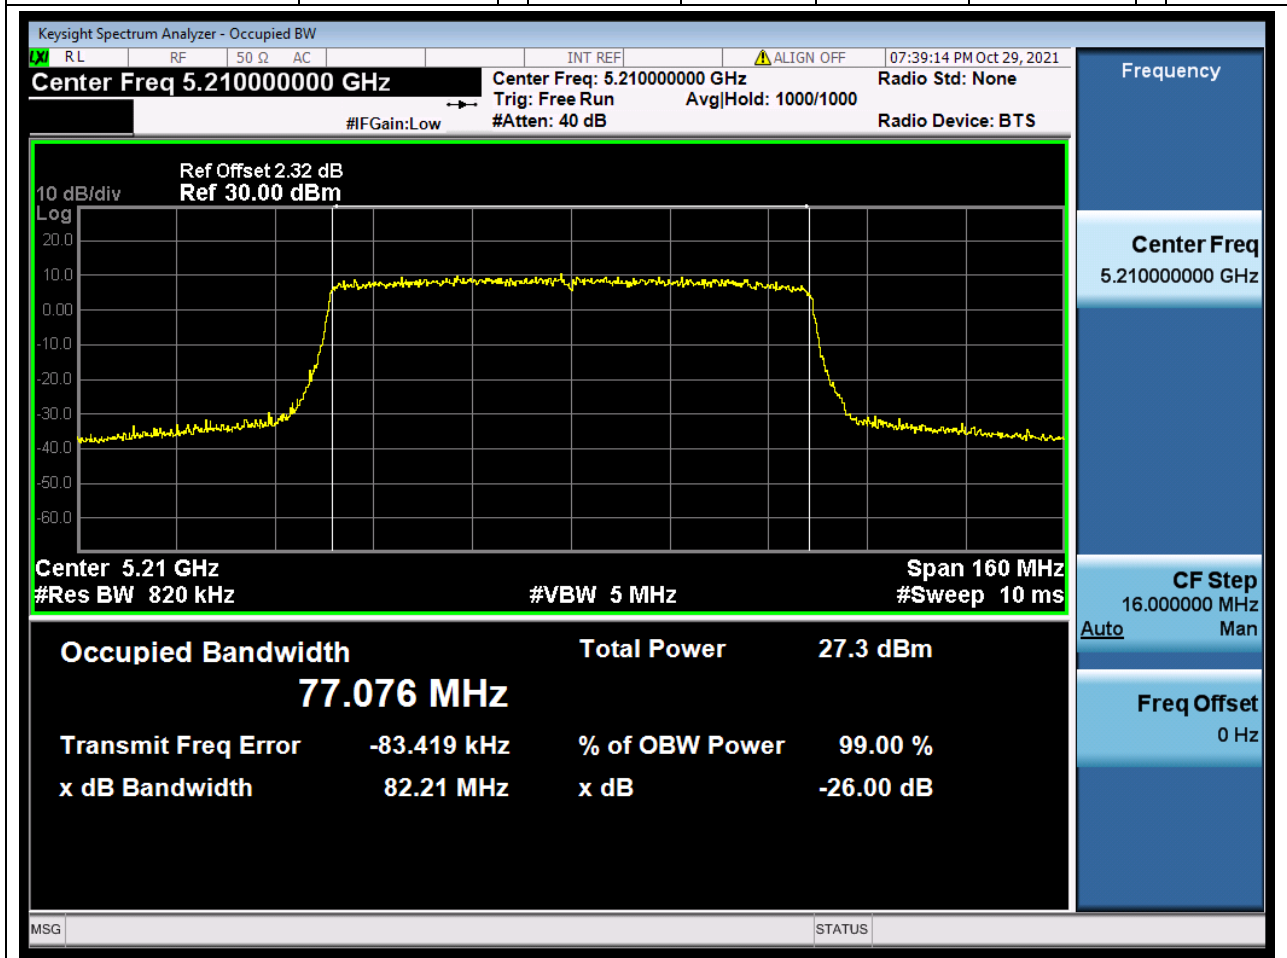 Keysight Spectrum Analyzer - Occupied BW
LXI RL RF 50 Ω AC INT REF ALIGN OFF 07:39:14 PM Oct 29, 2021
Center Freq 5.210000000 GHz
Center Freq: 5.210000000 GHz
Radio Std: None
Trig: Free Run Avg|Hold: 1000/1000
#IFGain:Low
#Atten: 40 dB
Radio Device: BTS
Ref Offset 2.32 dB
10 dB/div Ref 30.00 dBm
Log
20.0
10.0
0.00
-10.0
-20.0
-30.0
-40.0
-50.0
-60.0
Center 5.21 GHz Span 160 MHz
#Res BW 820 kHz #VBW 5 MHz #Sweep 10 ms
Occupied Bandwidth Total Power 27.3 dBm
77.076 MHz
Transmit Freq Error -83.419 kHz % of OBW Power 99.00 %
x dB Bandwidth 82.21 MHz x dB -26.00 dB
MSG STATUS
Frequency
Center Freq
5.210000000 GHz
CF Step
16.000000 MHz
Auto Man
Freq Offset
0 Hz